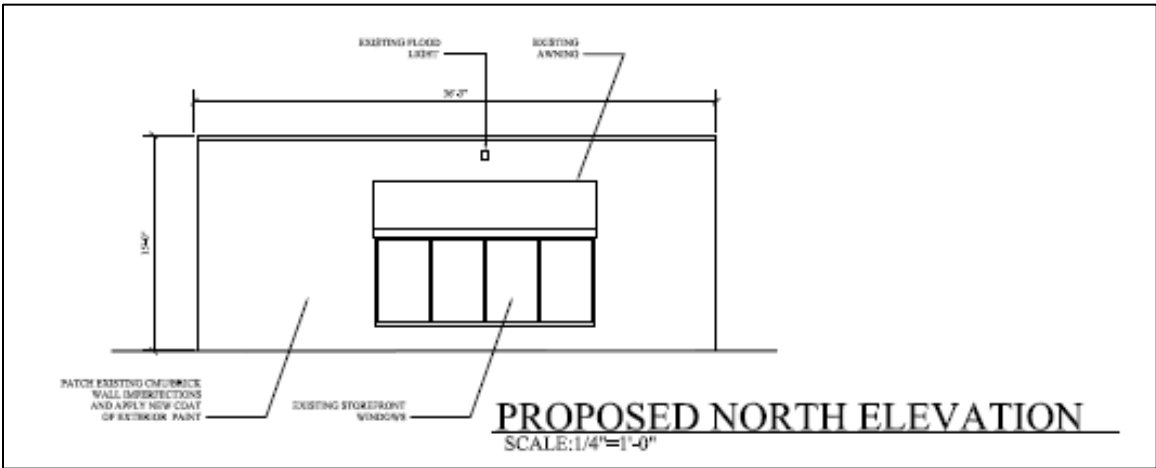 EXISTING FLOOD
LIGHT
EXISTING
AWNING
36'-0"
15'-0"
PATCH EXISTING CMU/BRICK
WALL IMPERFECTIONS
AND APPLY NEW COAT
OF EXTERIOR PAINT
EXISTING STOREFRONT
WINDOWS
PROPOSED NORTH ELEVATION
SCALE:1/4"=1'-0"